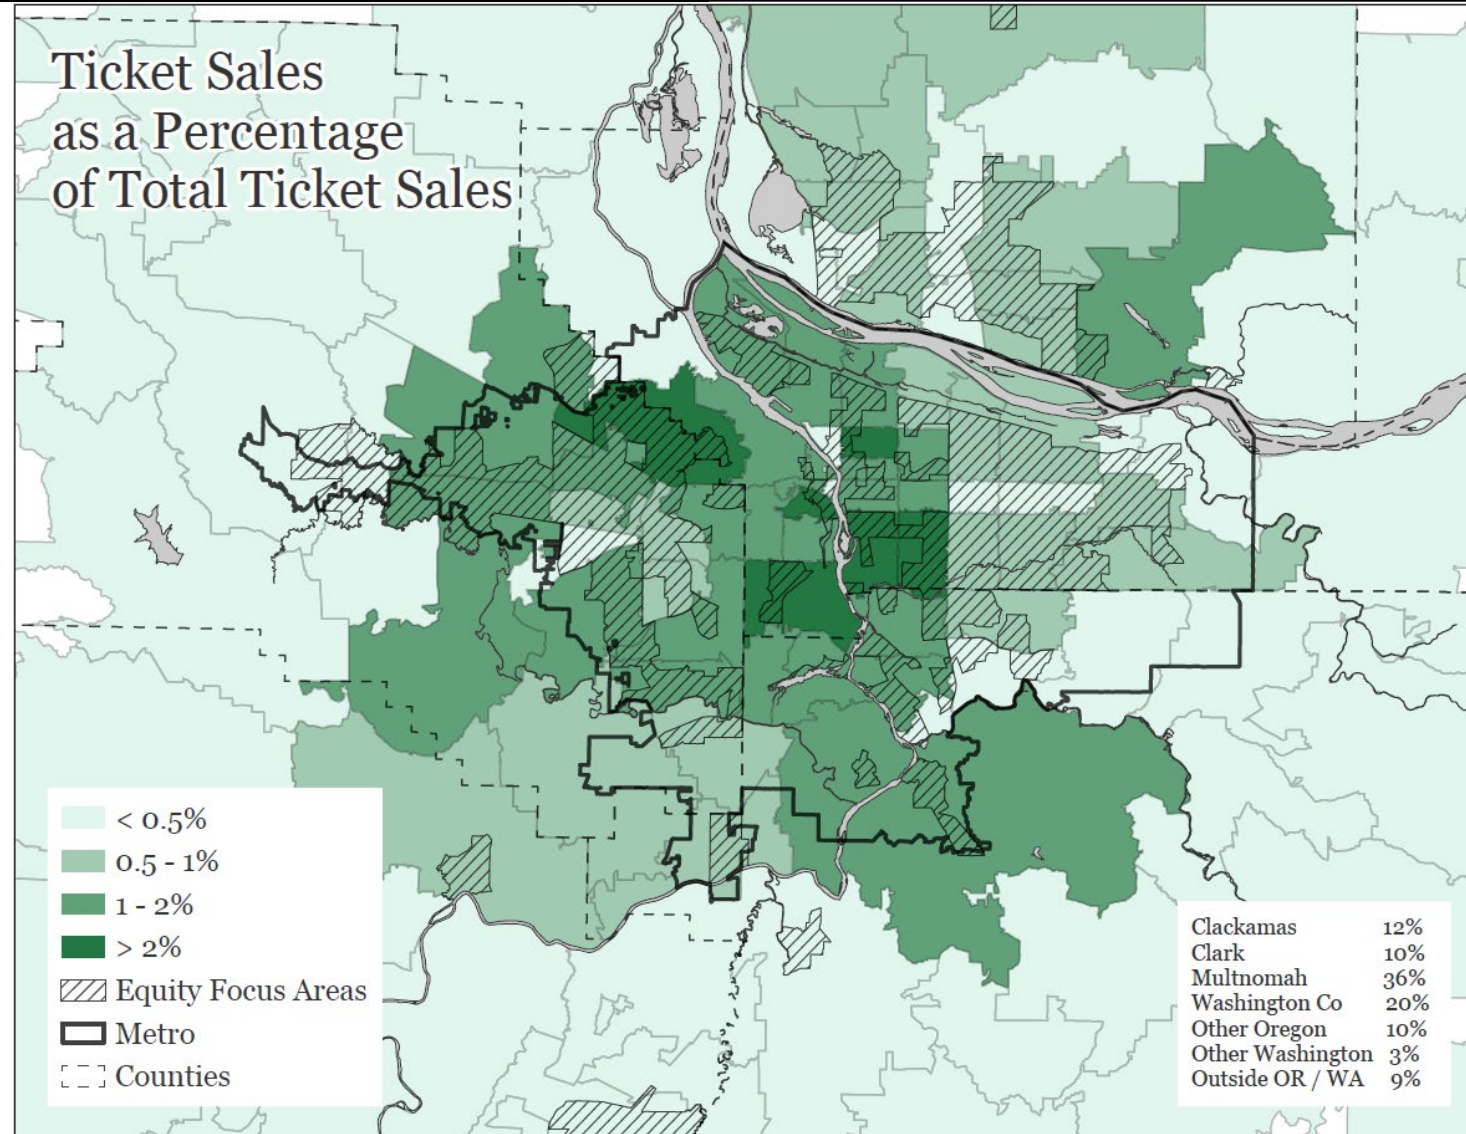 Ticket Sales
as a Percentage
of Total Ticket Sales
< 0.5%
0.5 - 1%
1 - 2%
> 2%
Equity Focus Areas
Metro
Counties
Clackamas 12%
Clark 10%
Multnomah 36%
Washington Co 20%
Other Oregon 10%
Other Washington 3%
Outside OR / WA 9%